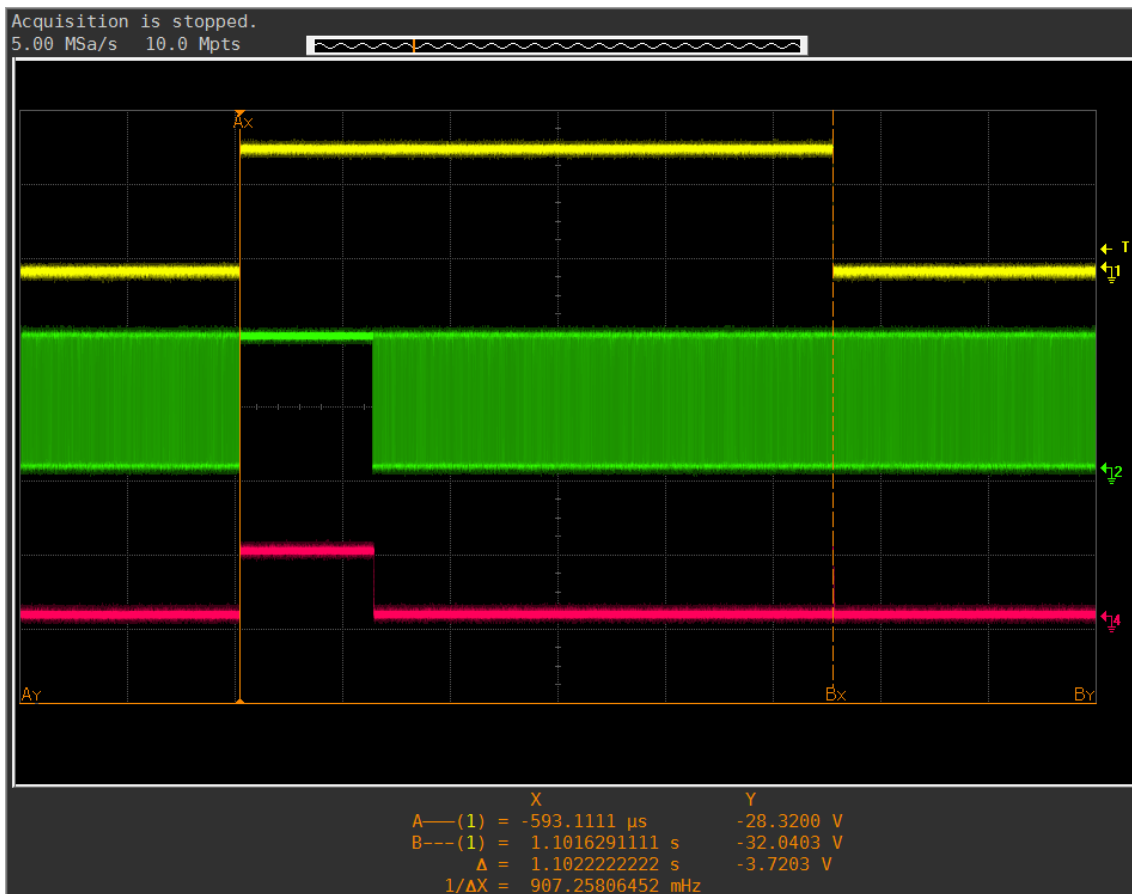 Acquisition is stopped.
5.00 MSa/s 10.0 Mpts
Ax
T
1
2
4
AY Bx BY
X Y
A———(1) = -593.1111 µs -28.3200 V
B---(1) = 1.1016291111 s -32.0403 V
Δ = 1.1022222222 s -3.7203 V
1/ΔX = 907.25806452 mHz